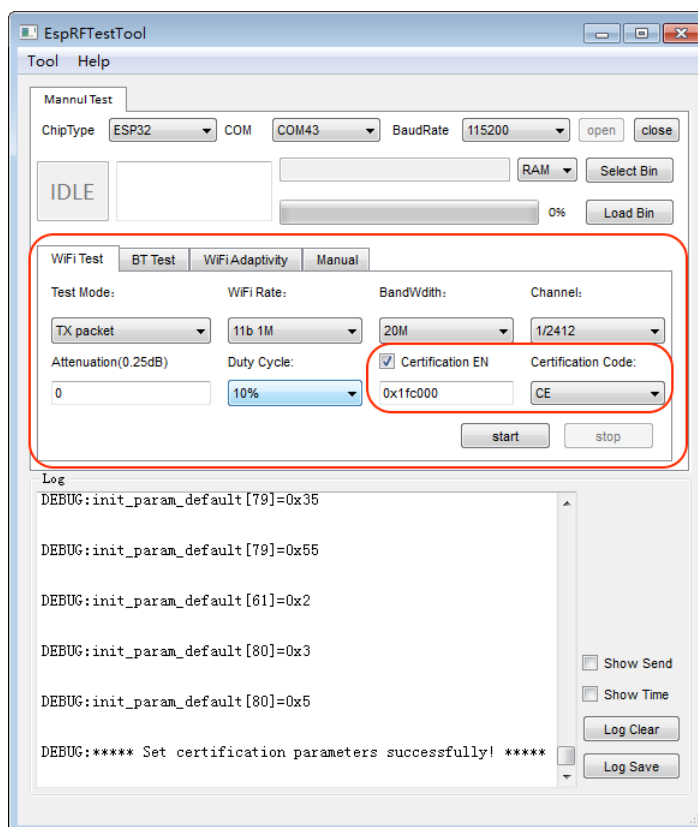 EspRFTestTool
Tool Help
Mannul Test
ChipType ESP32 COM COM43 BaudRate 115200 open close
IDLE RAM Select Bin
0% Load Bin
WiFi Test BT Test WiFi Adaptivity Manual
Test Mode: WiFi Rate: BandWdith: Channel:
TX packet 11b 1M 20M 1/2412
Attenuation(0.25dB) Duty Cycle: Certification EN Certification Code:
0 10% 0x1fc000 CE
start stop
Log
DEBUG:init_param_default[79]=0x35
DEBUG:init_param_default[79]=0x55
DEBUG:init_param_default[61]=0x2
DEBUG:init_param_default[80]=0x3
Show Send
DEBUG:init_param_default[80]=0x5
Show Time
Log Clear
DEBUG:***** Set certification parameters successfully! *****
Log Save